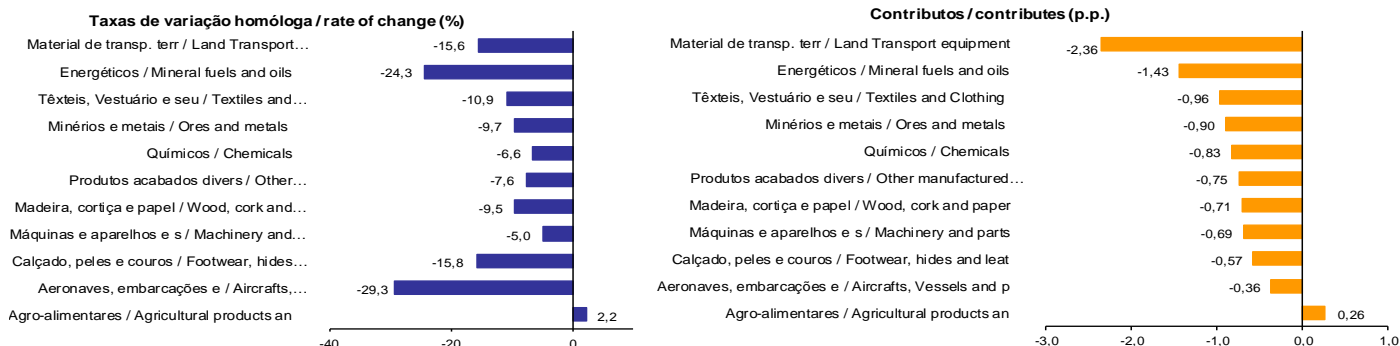 Taxas de variação homóloga / rate of change (%)
Material de transp. terr / Land Transport…
-15,6
Energéticos / Mineral fuels and oils
-24,3
Têxteis, Vestuário e seu / Textiles and…
-10,9
Minérios e metais / Ores and metals
-9,7
Químicos / Chemicals
-6,6
Produtos acabados divers / Other…
-7,6
Madeira, cortiça e papel / Wood, cork and…
-9,5
Máquinas e aparelhos e s / Machinery and…
-5,0
Calçado, peles e couros / Footwear, hides…
-15,8
Aeronaves, embarcações e / Aircrafts,…
-29,3
Agro-alimentares / Agricultural products an
2,2
-40 -20 0
Contributos / contributes (p.p.)
Material de transp. terr / Land Transport equipment
-2,36
Energéticos / Mineral fuels and oils
-1,43
Têxteis, Vestuário e seu / Textiles and Clothing
-0,96
Minérios e metais / Ores and metals
-0,90
Químicos / Chemicals
-0,83
Produtos acabados divers / Other manufactured…
-0,75
Madeira, cortiça e papel / Wood, cork and paper
-0,71
Máquinas e aparelhos e s / Machinery and parts
-0,69
Calçado, peles e couros / Footwear, hides and leat
-0,57
Aeronaves, embarcações e / Aircrafts, Vessels and p
-0,36
Agro-alimentares / Agricultural products an
0,26
-3,0 -2,0 -1,0 0,0 1,0